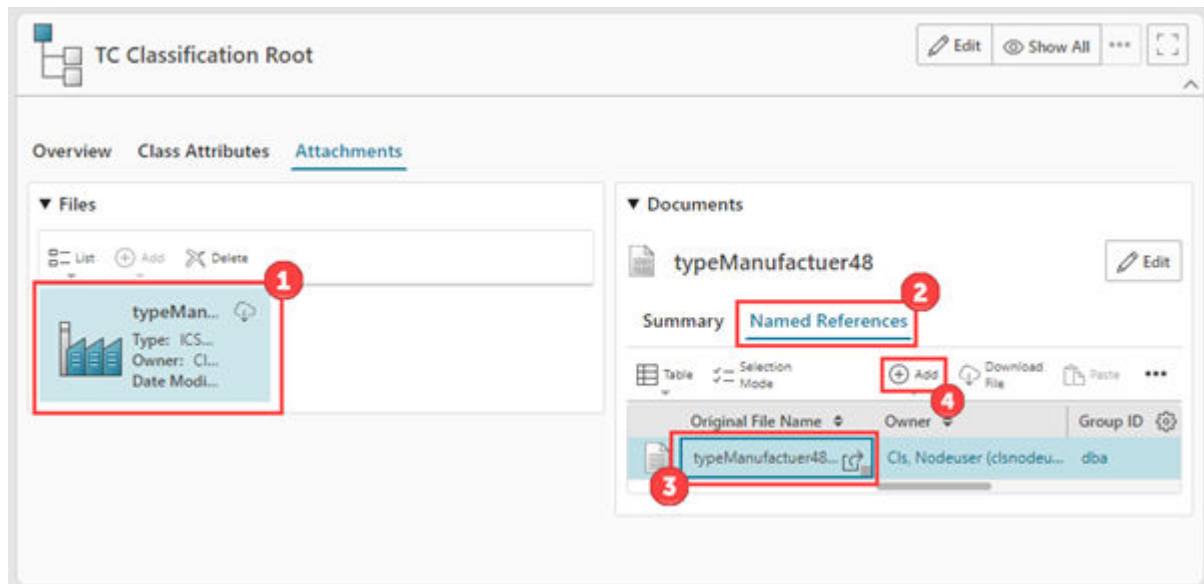 TC Classification Root
Edit
Show All
Overview Class Attributes Attachments
Files
List Add Delete
1
typeMan...
Type: ICS...
Owner: Cl...
Date Modi...
Documents
typeManufactuer48
Edit
2
Summary Named References
Table
Selection
Mode
Add
Download
File
Paste
4
Original File Name Owner Group ID
typeManufactuer48... Cls, Nodeuser (clsnodeu... dba
3